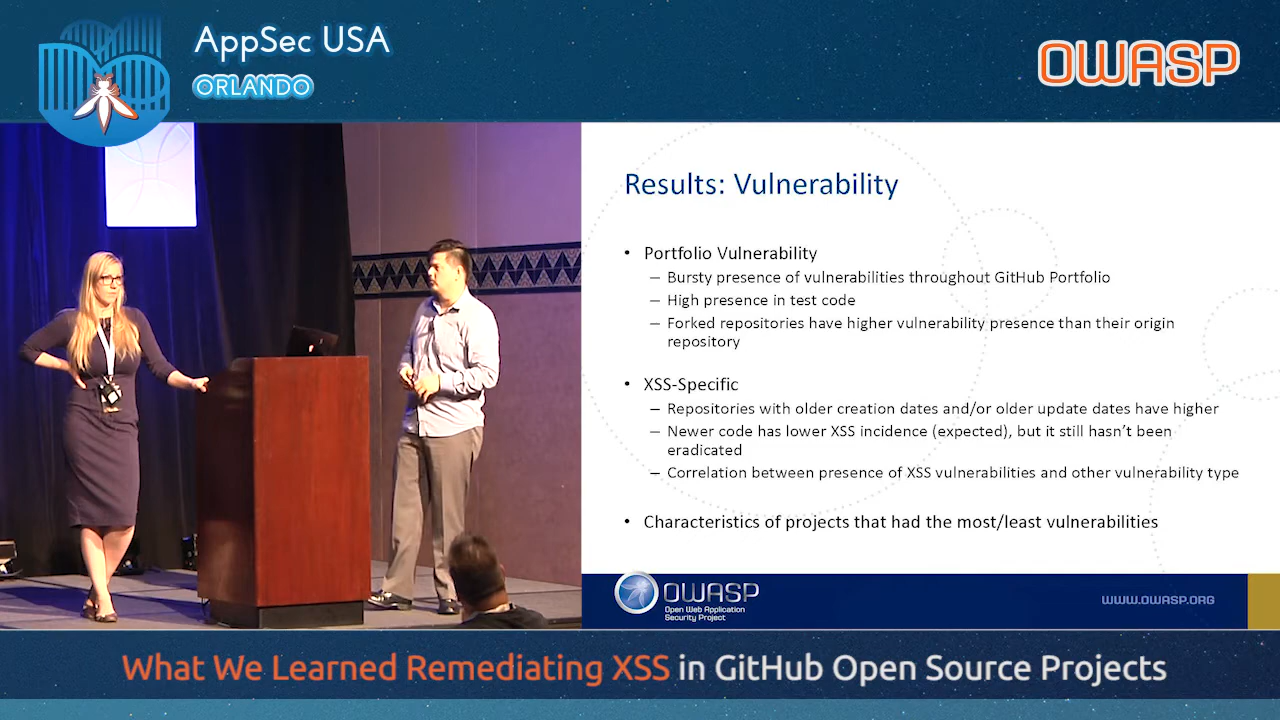 AppSec USA
ORLANDO
OWASP
Results: Vulnerability
• Portfolio Vulnerability
– Bursty presence of vulnerabilities throughout GitHub Portfolio
– High presence in test code
– Forked repositories have higher vulnerability presence than their origin
repository
• XSS-Specific
– Repositories with older creation dates and/or older update dates have higher
– Newer code has lower XSS incidence (expected), but it still hasn't been
eradicated
– Correlation between presence of XSS vulnerabilities and other vulnerability type
• Characteristics of projects that had the most/least vulnerabilities
OWASP
Open Web Application
Security Project
WWW.OWASP.ORG
What We Learned Remediating XSS in GitHub Open Source Projects